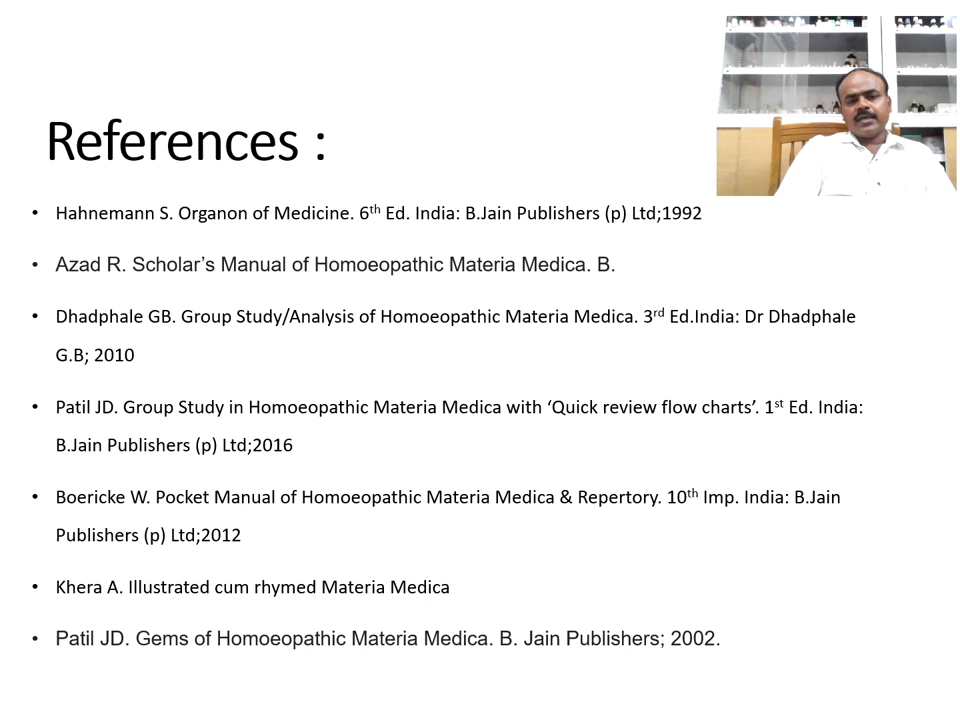 References :
• Hahnemann S. Organon of Medicine. 6th Ed. India: B.Jain Publishers (p) Ltd;1992
• Azad R. Scholar’s Manual of Homoeopathic Materia Medica. B.
• Dhadphale GB. Group Study/Analysis of Homoeopathic Materia Medica. 3rd Ed.India: Dr Dhadphale
G.B; 2010
• Patil JD. Group Study in Homoeopathic Materia Medica with ‘Quick review flow charts’. 1st Ed. India:
B.Jain Publishers (p) Ltd;2016
• Boericke W. Pocket Manual of Homoeopathic Materia Medica & Repertory. 10th Imp. India: B.Jain
Publishers (p) Ltd;2012
• Khera A. Illustrated cum rhymed Materia Medica
• Patil JD. Gems of Homoeopathic Materia Medica. B. Jain Publishers; 2002.